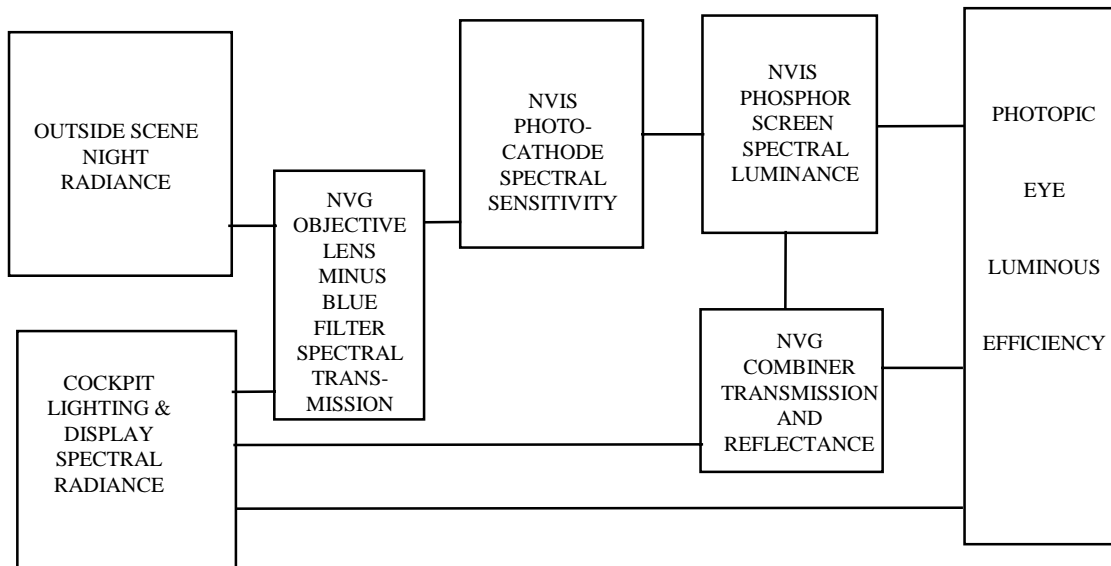 OUTSIDE SCENE
NIGHT
RADIANCE
COCKPIT
LIGHTING &
DISPLAY
SPECTRAL
RADIANCE
NVG
OBJECTIVE
LENS
MINUS
BLUE
FILTER
SPECTRAL
TRANS-
MISSION
NVIS
PHOTO-
CATHODE
SPECTRAL
SENSITIVITY
NVIS
PHOSPHOR
SCREEN
SPECTRAL
LUMINANCE
NVG
COMBINER
TRANSMISSION
AND
REFLECTANCE
PHOTOPIC
EYE
LUMINOUS
EFFICIENCY